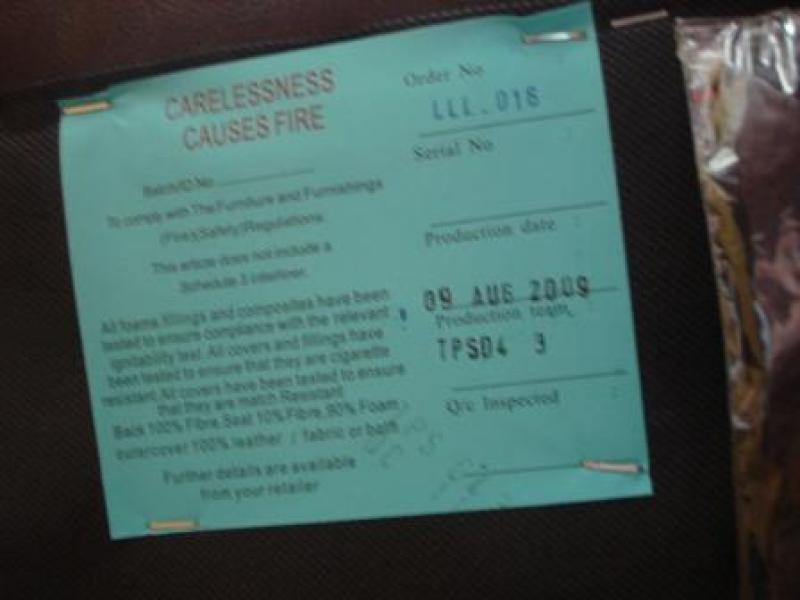 CARELESSNESS
CAUSES FIRE
Batch/ID No
To comply with The Furniture and Furnishings
(Fire)(Safety)Regulations
This article does not include a
Schedule 3 interliner.
All foams, fillings and composites have been
tested to ensure compliance with the relevant
ignitability test. All covers and fillings have
been tested to ensure that they are cigarette
resistant. All covers have been tested to ensure
that they are match Resistant
Back 100% Fibre, Seat 10% Fibre, 90% Foam
outercover 100% leather / fabric or both
Further details are available
from your retailer
Order No
LLL.016
Serial No
Production date
09 AUG 2009
Production team
TPS04 3
Q/c Inspected